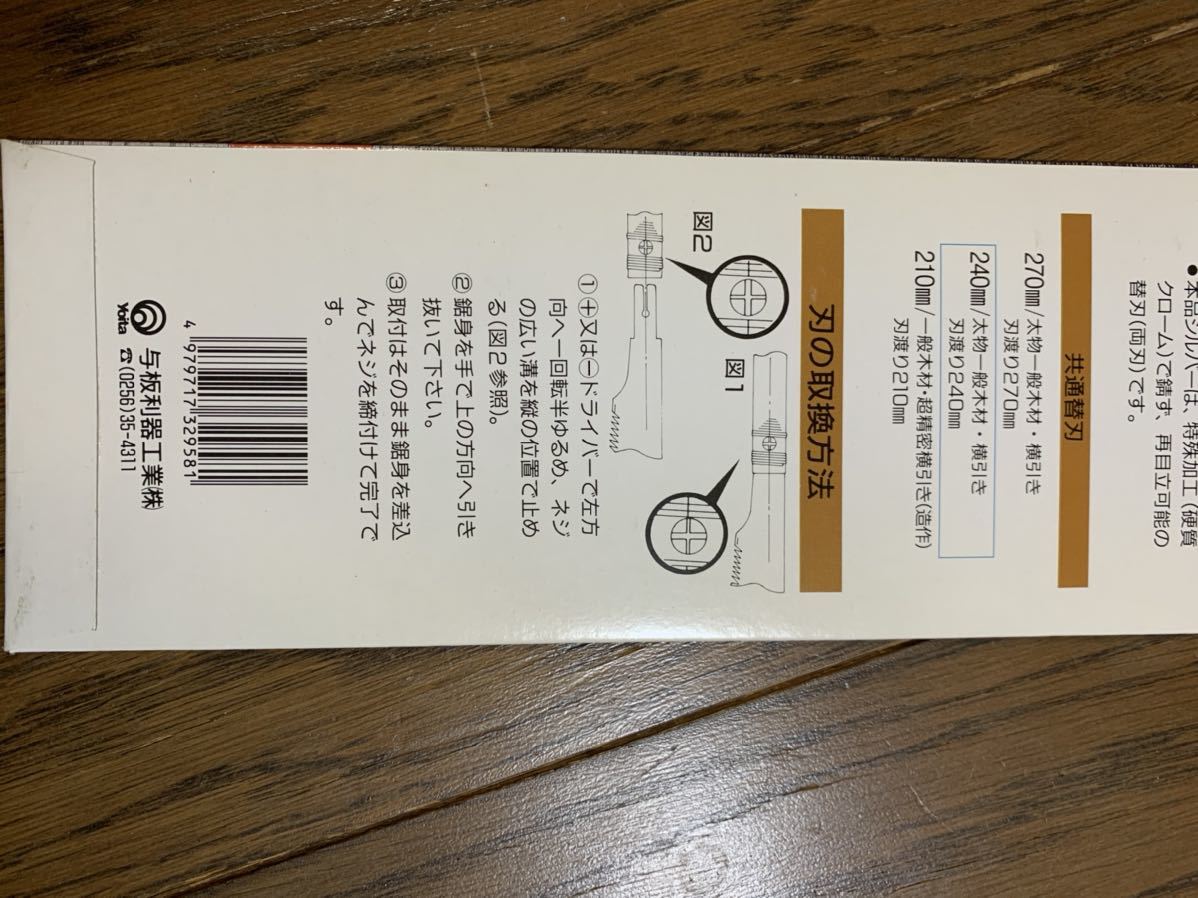 ●本品シルバーは、特殊加工(硬質
クローム)で錆ず、再目立可能の
替刃(両刃)です。
共通替刃
270㎜/太物一般木材・横引き
刃渡り270㎜
240㎜/太物一般木材・横引き
刃渡り240㎜
210㎜/一般木材・超精密横引き(造作)
刃渡り210㎜
刃の取換方法
図2
図1
①⊕又は⊖ドライバーで左方
向へ一回転半ゆるめ、ネジ
の広い溝を縦の位置で止め
る(図2参照)。
②鋸身を手で上の方向へ引き
抜いて下さい。
③取付はそのまま鋸身を差込
んでネジを締付けて完了で
す。
4 979717 329581
Yoita
与板利器工業㈱
☎(0256)35-4311